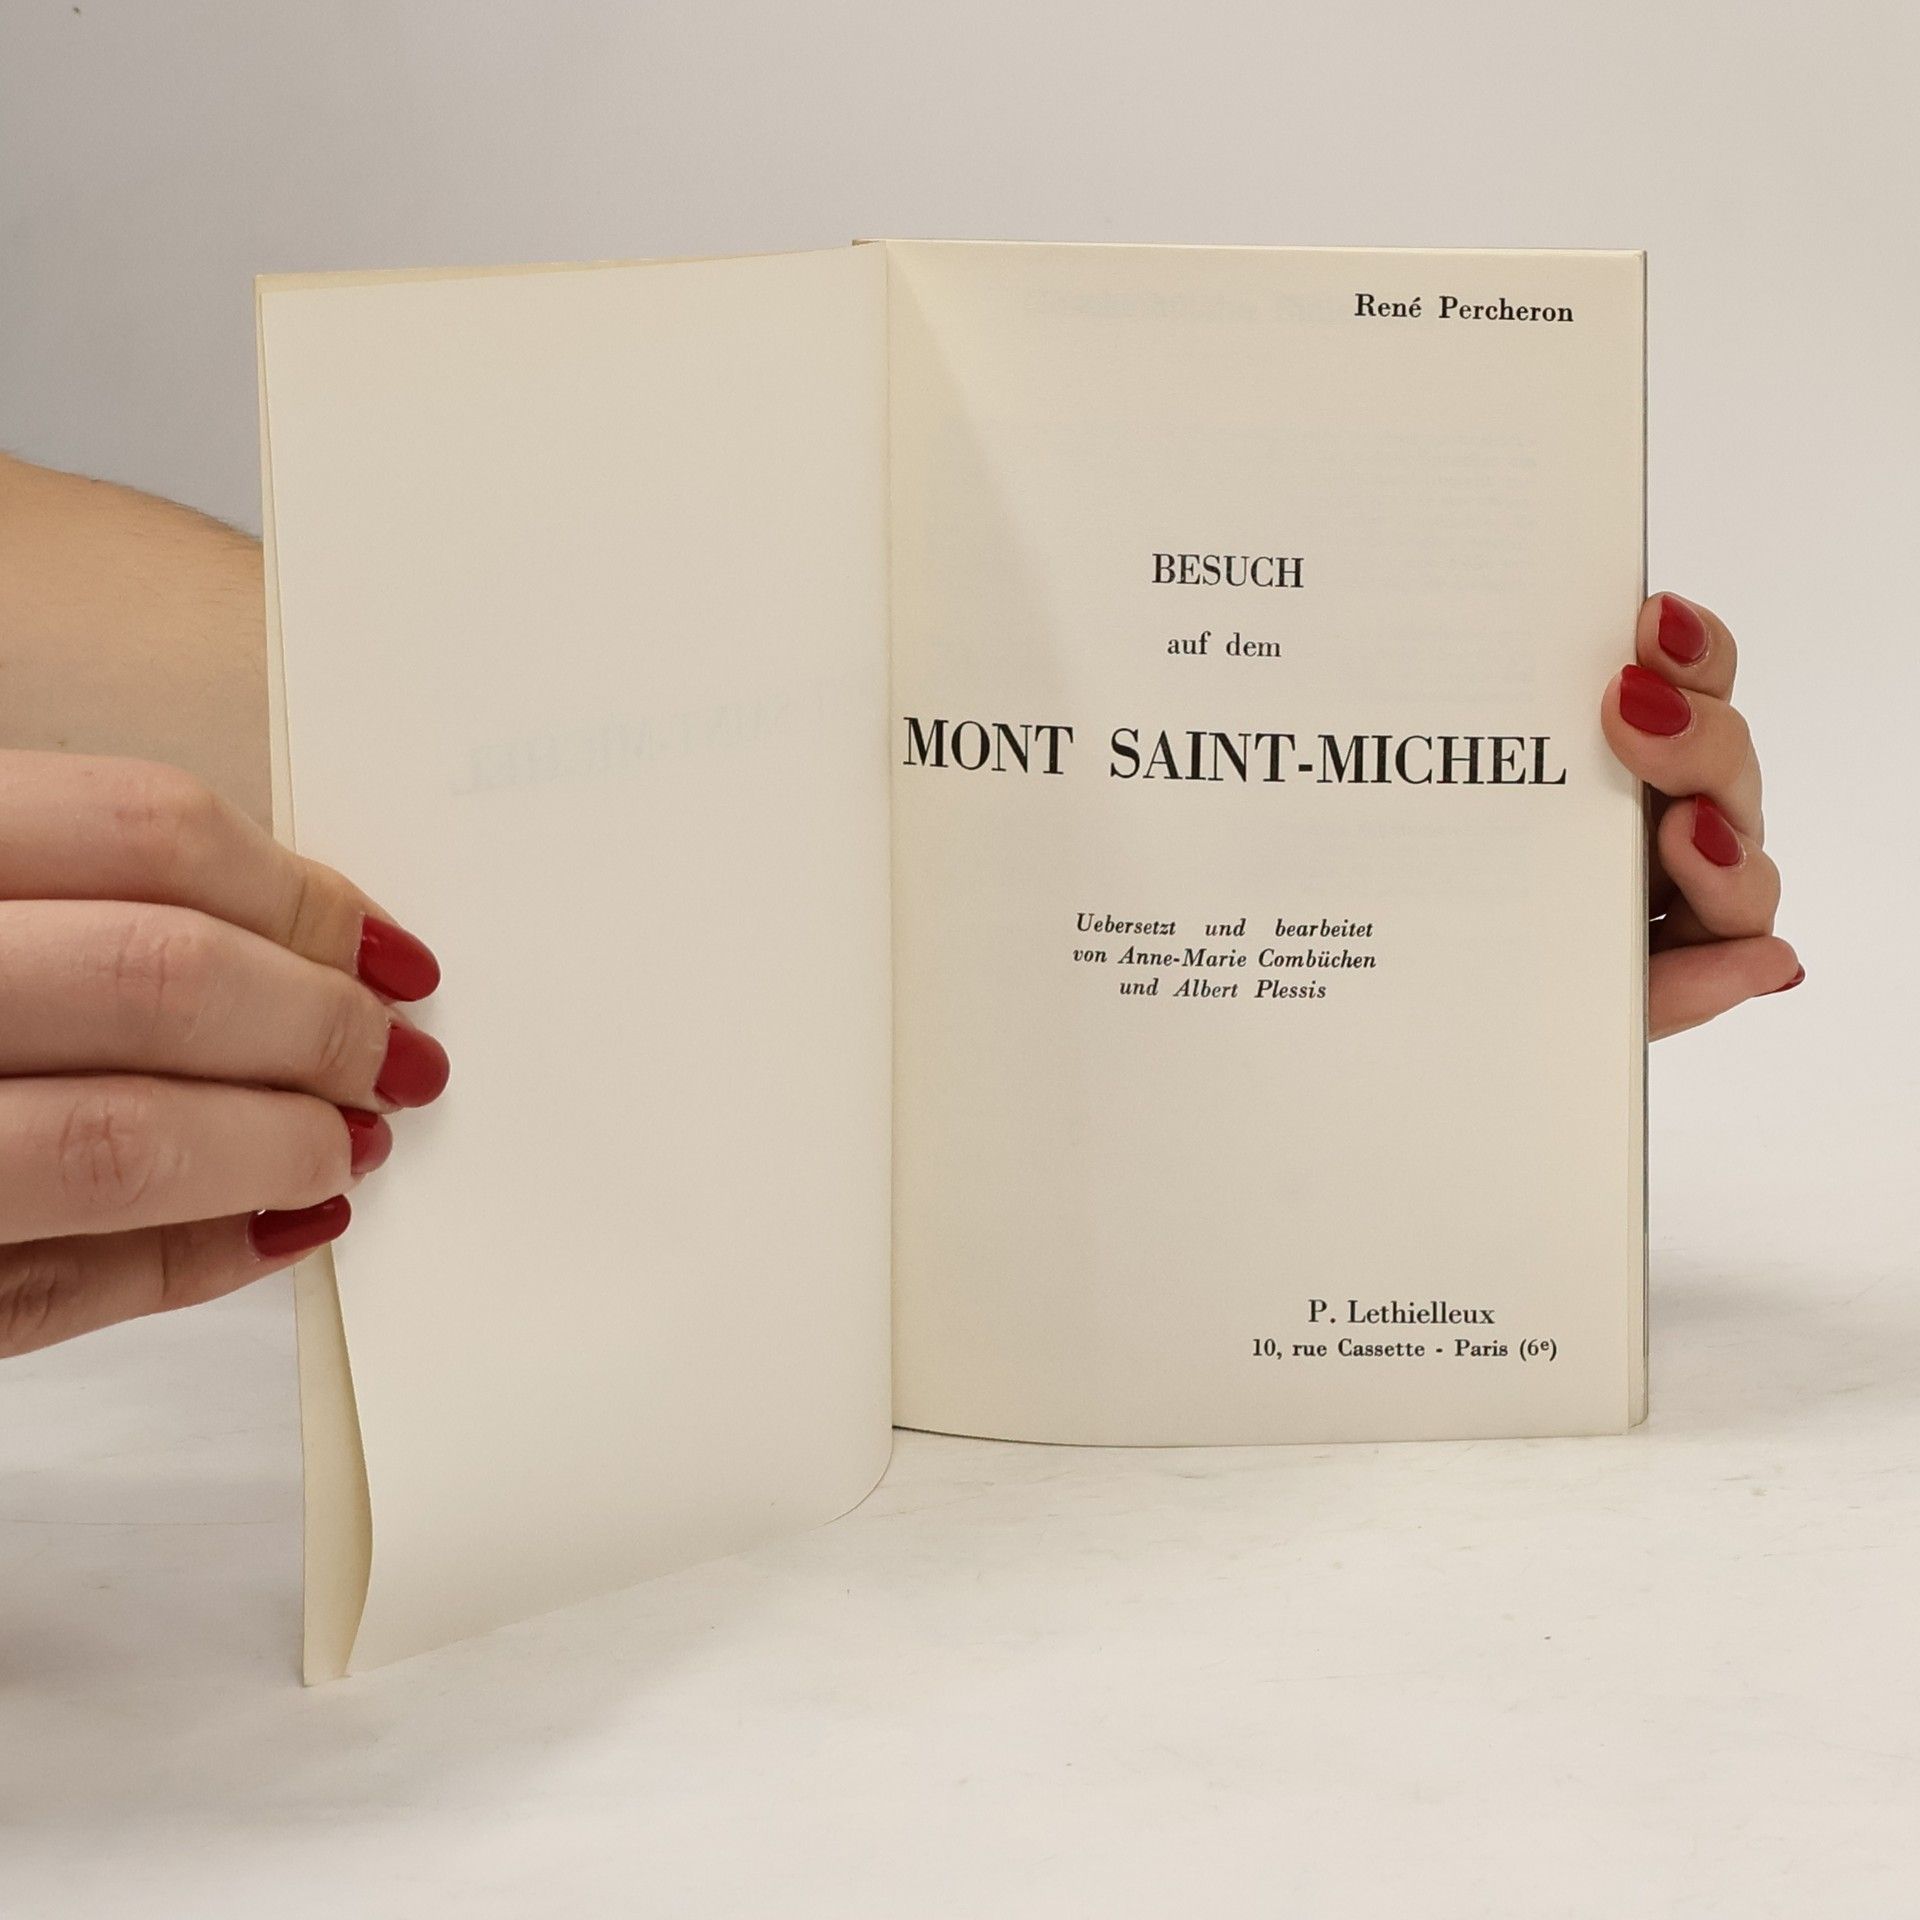 René Percheron
BESUCH
auf dem
MONT SAINT-MICHEL
Uebersetzt und bearbeitet
von Anne-Marie Combüchen
und Albert Plessis
P. Lethielleux
10, rue Cassette - Paris (6e)